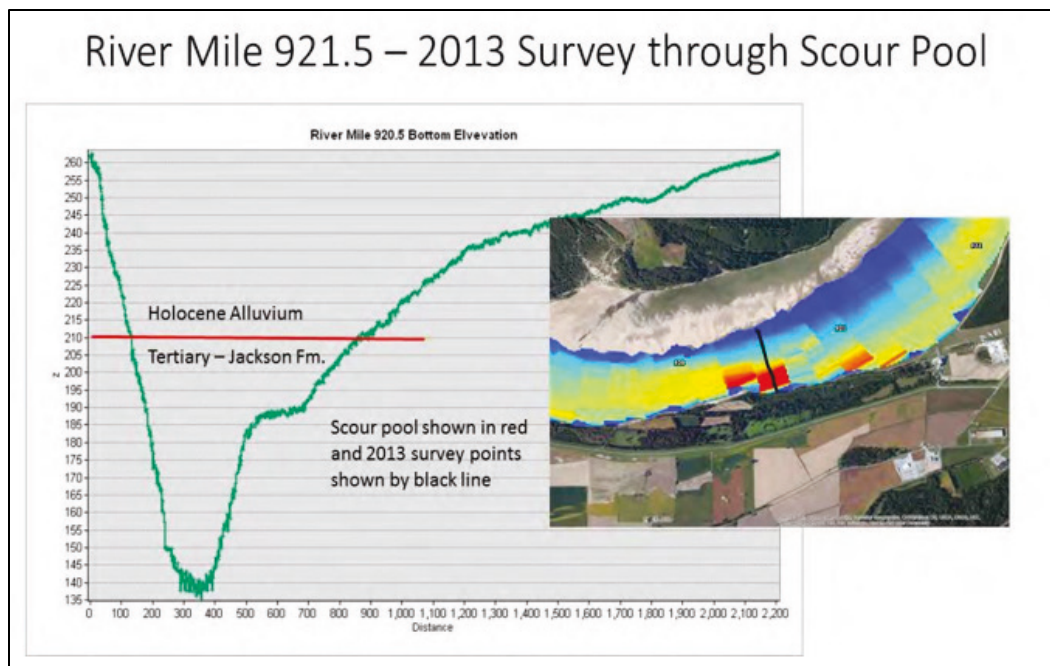 River Mile 921.5 – 2013 Survey through Scour Pool
River Mile 920.5 Bottom Elvevation
260
255
250
245
240
235
230
225
220
215
210
205
200
195
190
185
180
175
170
165
160
155
150
145
140
135
z
Holocene Alluvium
Tertiary – Jackson Fm.
Scour pool shown in red
and 2013 survey points
shown by black line
0 100 200 300 400 500 600 700 800 900 1,000 1,100 1,200 1,300 1,400 1,500 1,600 1,700 1,800 1,900 2,000 2,100 2,200
Distance